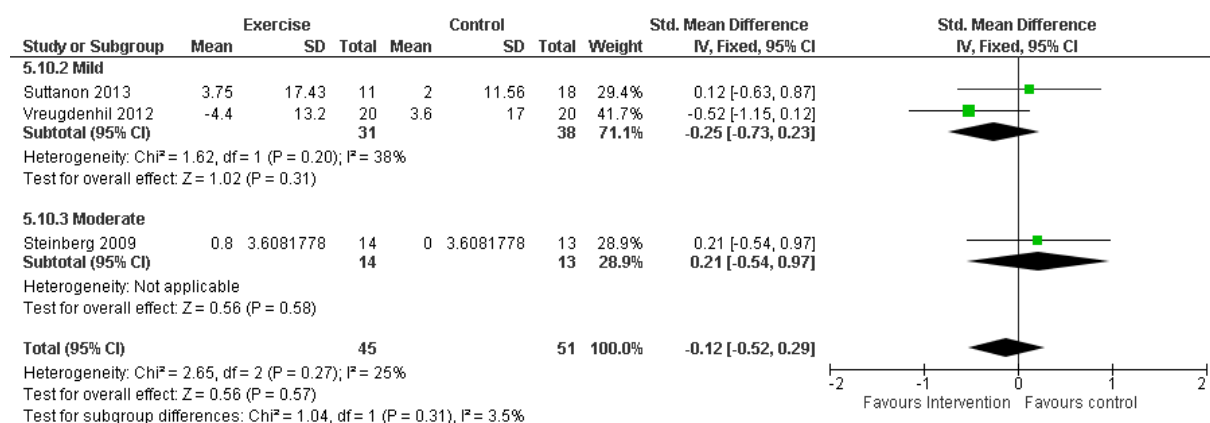 Exercise Control Std. Mean Difference Std. Mean Difference
Study or Subgroup Mean SD Total Mean SD Total Weight IV, Fixed, 95% CI IV, Fixed, 95% CI
5.10.2 Mild
Suttanon 2013 3.75 17.43 11 2 11.56 18 29.4% 0.12 [-0.63, 0.87]
Vreugdenhil 2012 -4.4 13.2 20 3.6 17 20 41.7% -0.52 [-1.15, 0.12]
Subtotal (95% CI) 31 38 71.1% -0.25 [-0.73, 0.23]
Heterogeneity: Chi² = 1.62, df = 1 (P = 0.20); I² = 38%
Test for overall effect: Z = 1.02 (P = 0.31)
5.10.3 Moderate
Steinberg 2009 0.8 3.6081778 14 0 3.6081778 13 28.9% 0.21 [-0.54, 0.97]
Subtotal (95% CI) 14 13 28.9% 0.21 [-0.54, 0.97]
Heterogeneity: Not applicable
Test for overall effect: Z = 0.56 (P = 0.58)
Total (95% CI) 45 51 100.0% -0.12 [-0.52, 0.29]
Heterogeneity: Chi² = 2.65, df = 2 (P = 0.27); I² = 25%
Test for overall effect: Z = 0.56 (P = 0.57)
Test for subgroup differences: Chi² = 1.04, df = 1 (P = 0.31), I² = 3.5%
-2 -1 0 1 2
Favours Intervention Favours control